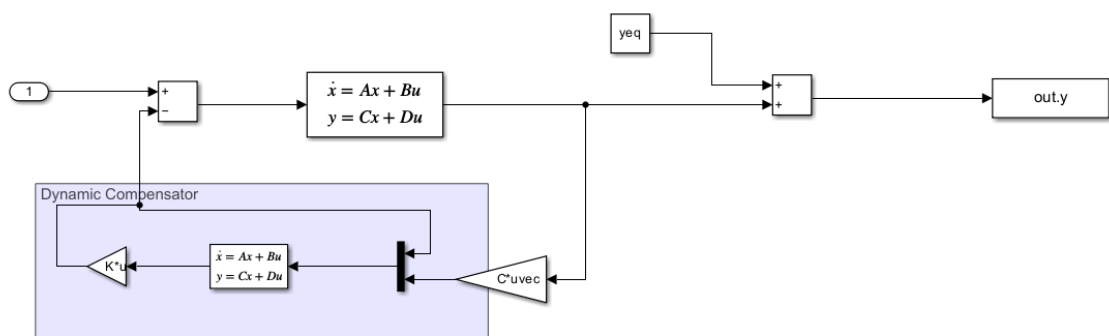 yeq
1
+
−
ẋ = Ax + Bu
y = Cx + Du
+
+
out.y
Dynamic Compensator
K*u
ẋ = Ax + Bu
y = Cx + Du
C*uvec